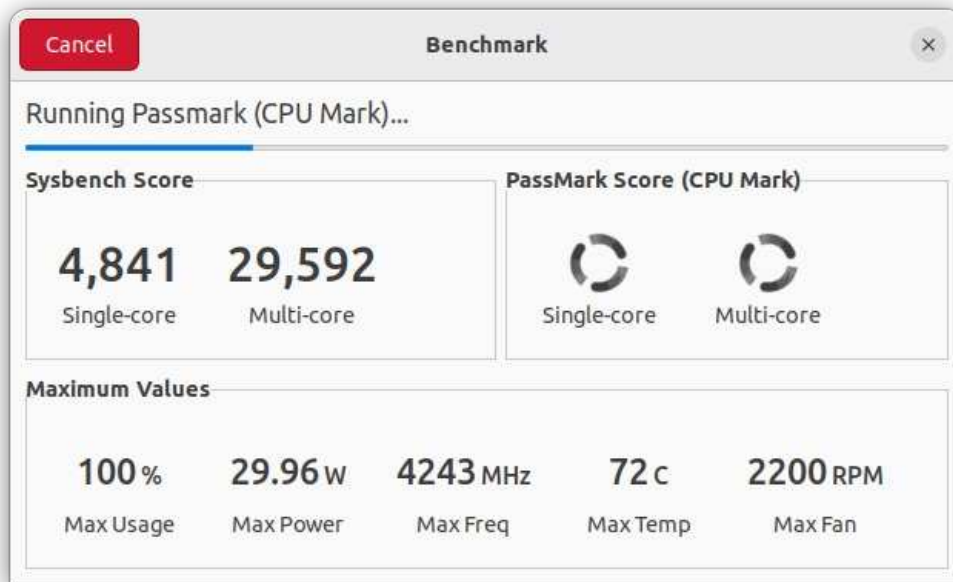 Cancel
Benchmark
Running Passmark (CPU Mark)...
Sysbench Score
4,841 29,592
Single-core Multi-core
PassMark Score (CPU Mark)
Single-core Multi-core
Maximum Values
100 % 29.96 W 4243 MHz 72 C 2200 RPM
Max Usage Max Power Max Freq Max Temp Max Fan